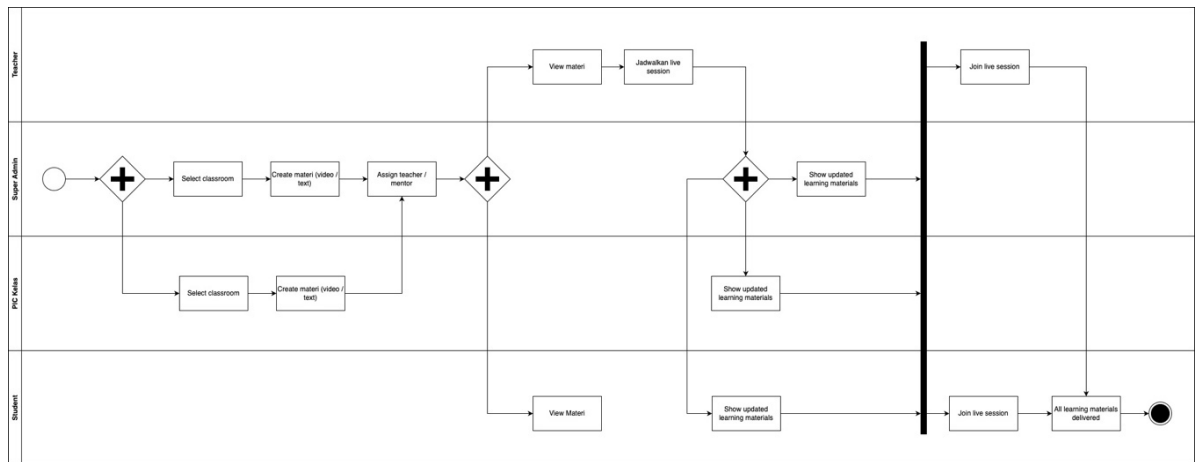 Teacher
View materi
Jadwalkan live
session
Join live session
Super Admin
Select classroom
Create materi (video /
text)
Assign teacher /
mentor
Show updated
learning materials
PIC Kelas
Select classroom
Create materi (video /
text)
Show updated
learning materials
Student
View Materi
Show updated
learning materials
Join live session
All learning materials
delivered